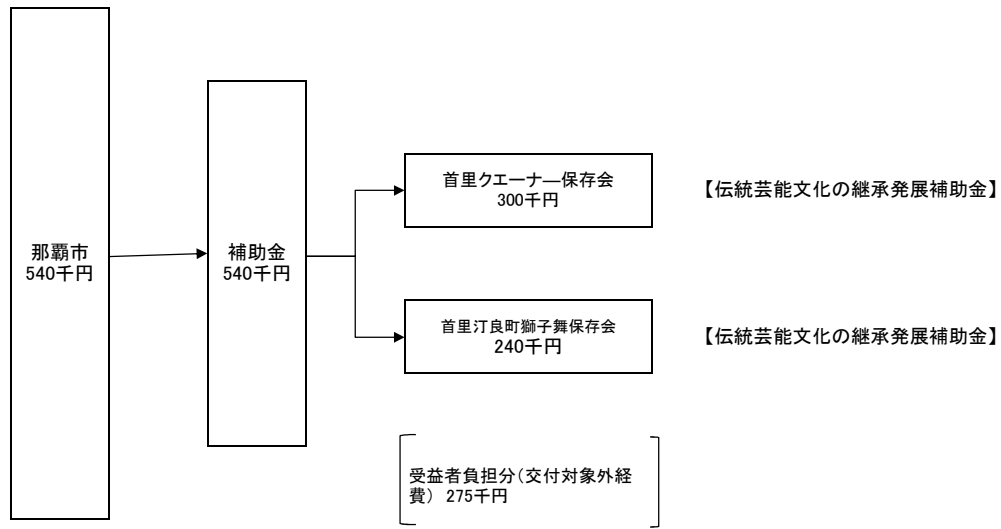 那覇市
540千円
補助金
540千円
首里クエーナ―保存会
300千円
【伝統芸能文化の継承発展補助金】
首里汀良町獅子舞保存会
240千円
【伝統芸能文化の継承発展補助金】
受益者負担分(交付対象外経
費) 275千円